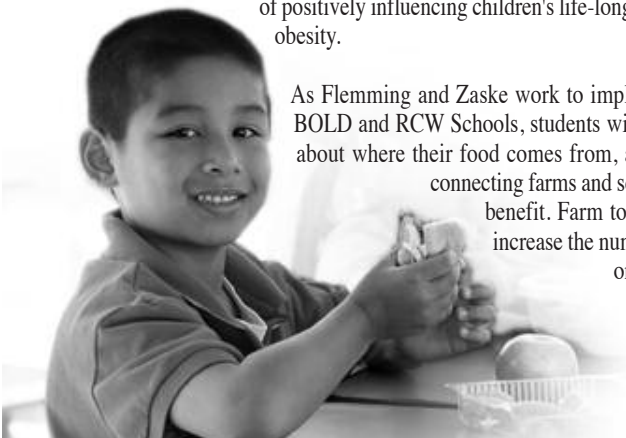 of positively influencing children's life-long
obesity.
As Flemming and Zaske work to impl
BOLD and RCW Schools, students wi
about where their food comes from, a
connecting farms and
benefit. Farm to
increase the